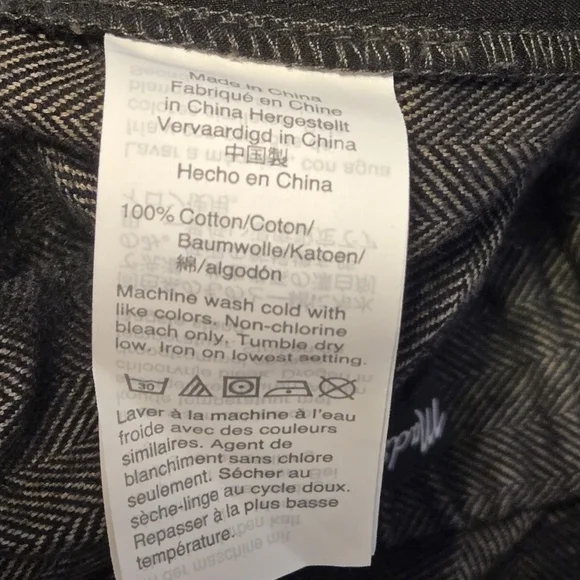 Made in China
Fabriqué en Chine
in China Hergestellt
Vervaardigd in China
中国製
Hecho en China
100% Cotton/Coton/
Baumwolle/Katoen/
綿/algodón
Machine wash cold with
like colors. Non-chlorine
bleach only. Tumble dry
low. Iron on lowest setting.
30
Laver à la machine à l'eau
froide avec des couleurs
similaires. Agent de
blanchiment sans chlore
seulement. Sécher au
sèche-linge au cycle doux.
Repasser à la plus basse
température.
Made